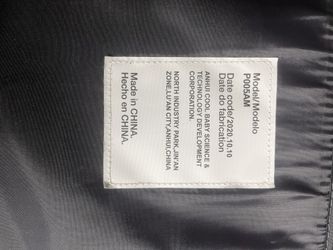 Model/Modelo
P005AM
Date code/2020.10.10
Date do fabrication
ANHUI COOL BABY SCIENCE &
TECHNOLOGY DEVELOPMENT
CORPORATION.
NORTH INDUSTRY PARK,JIN'AN
ZONE,LU'AN CITY,ANHUI,CHINA
Made in CHINA.
Hecho en CHINA.